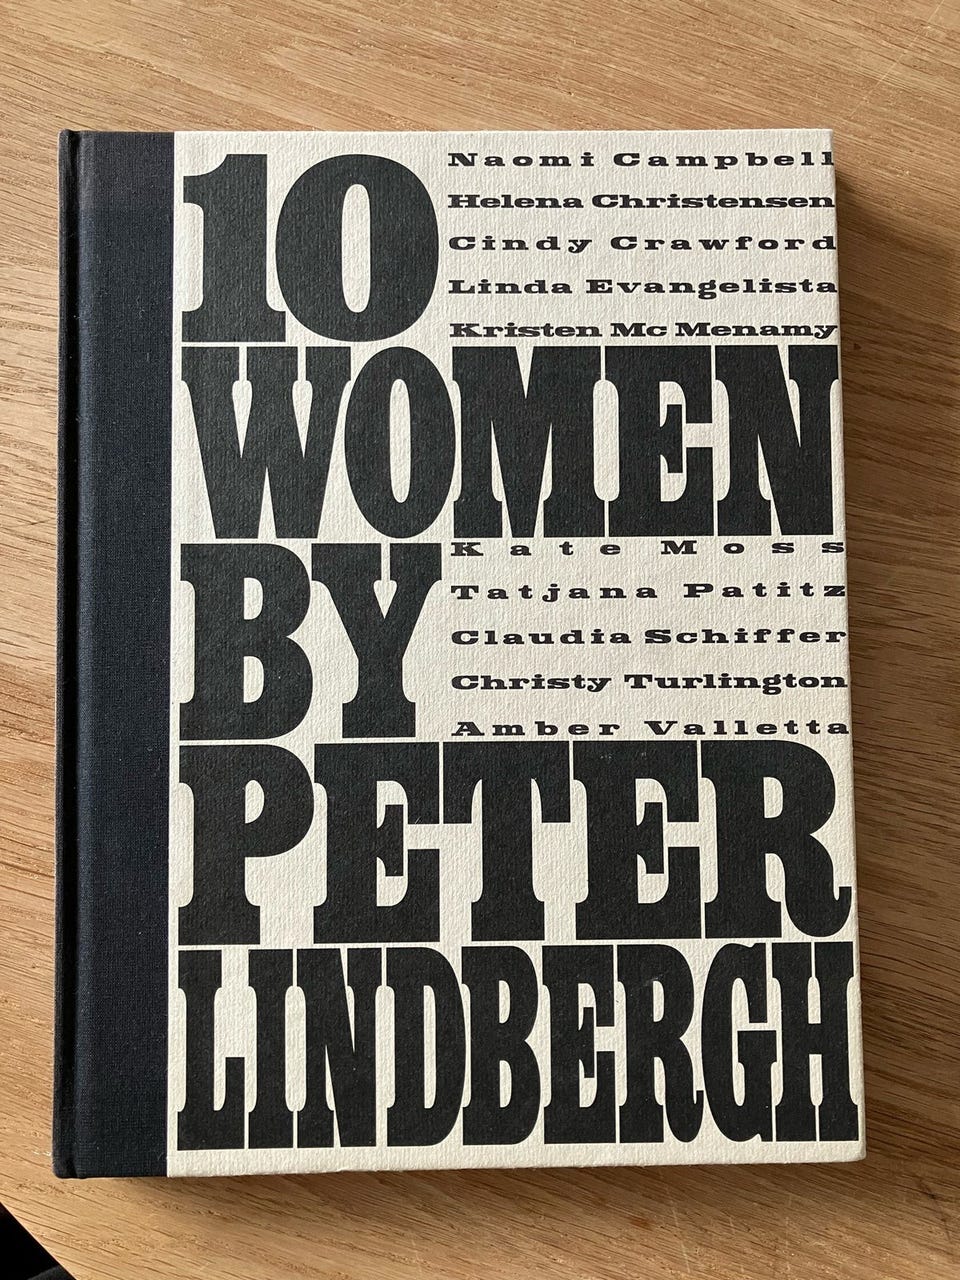 10
Naomi Campbell
Helena Christensen
Cindy Crawford
Linda Evangelista
Kristen Mc Menamy
WOMEN
BY
Kate Moss
Tatjana Patitz
Claudia Schiffer
Christy Turlington
Amber Valletta
PETER
LINDBERGH